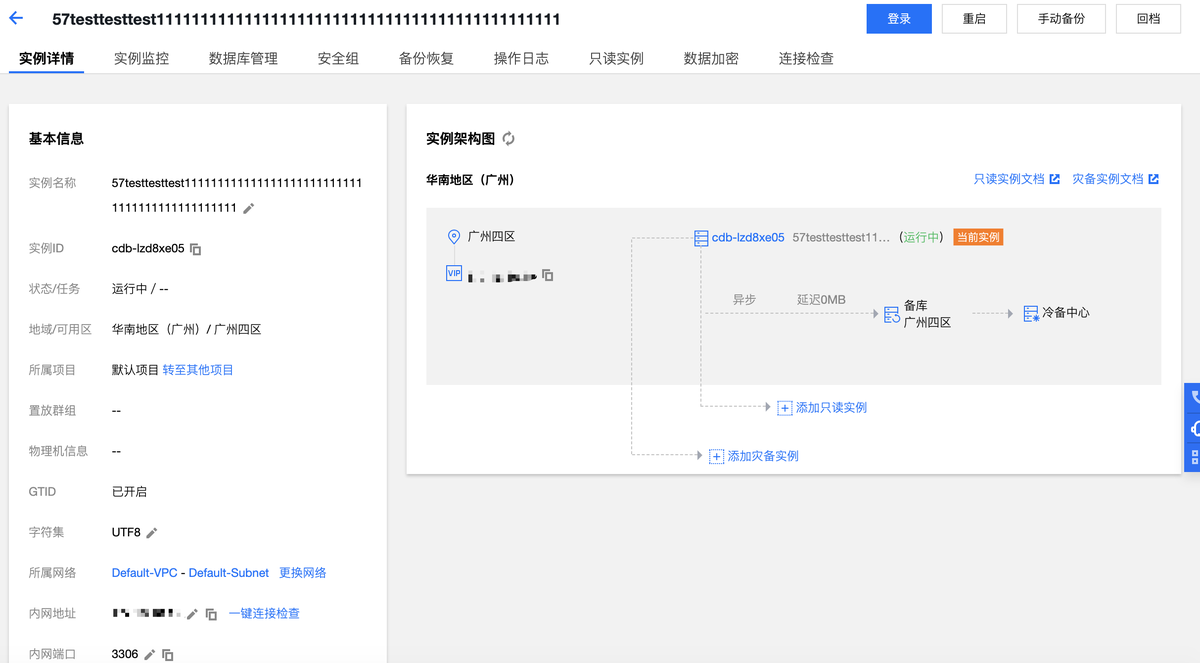 57testtesttest1111111111111111111111111111111111111111111111
登录
重启
手动备份
回档
实例详情
实例监控
数据库管理
安全组
备份恢复
操作日志
只读实例
数据加密
连接检查
基本信息
实例名称
57testtesttest111111111111111111111111111
1111111111111111111
实例ID
cdb-lzd8xe05
状态/任务
运行中 / --
地域/可用区
华南地区（广州）/ 广州四区
所属项目
默认项目 转至其他项目
置放群组
--
物理机信息
--
GTID
已开启
字符集
UTF8
所属网络
Default-VPC - Default-Subnet 更换网络
内网地址
一键连接检查
内网端口
3306
实例架构图
华南地区（广州）
只读实例文档
灾备实例文档
广州四区
VIP
cdb-lzd8xe05 57testtesttest11... （运行中） 当前实例
异步
延迟0MB
备库
广州四区
冷备中心
添加只读实例
添加灾备实例